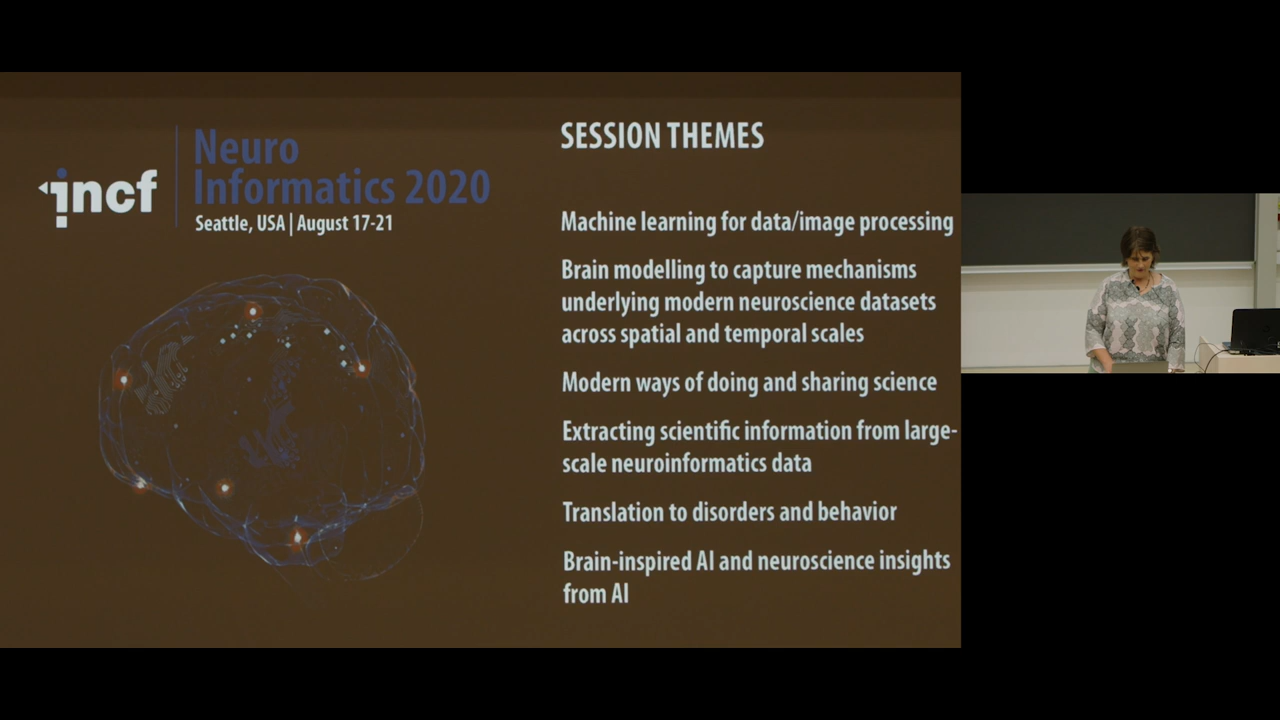 incf
Neuro
Informatics 2020
Seattle, USA | August 17-21
SESSION THEMES
Machine learning for data/image processing
Brain modelling to capture mechanisms
underlying modern neuroscience datasets
across spatial and temporal scales
Modern ways of doing and sharing science
Extracting scientific information from large-
scale neuroinformatics data
Translation to disorders and behavior
Brain-inspired AI and neuroscience insights
from AI